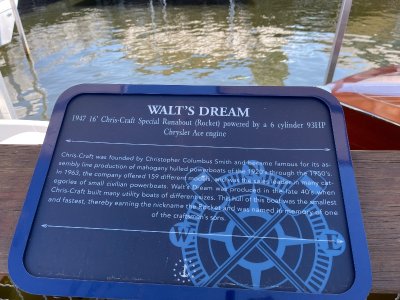 WALT'S DREAM
1947 16' Chris-Craft Special Runabout (Rocket) powered by a 6 cylinder 93HP
Chrysler Ace engine
Chris-Craft was founded by Christopher Columbus Smith and became famous for its as-
sembly line production of mahogany hulled powerboats of the 1920's through the 1950's.
In 1963, the company offered 159 different models, and was the sales leader in many cat-
egories of small civilian powerboats. Walt's Dream was produced in the late 40's when
Chris-Craft built many utility boats of different sizes. The hull of this boat was the smallest
and fastest, thereby earning the nickname the Rocket and was named in memory of one
of the craftsman's sons.
W